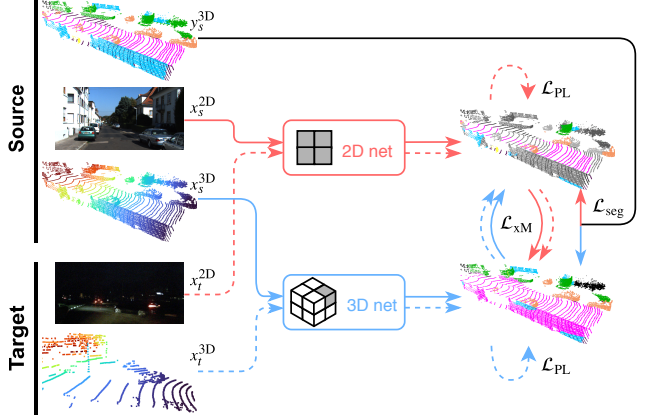 Source
y_s^{3D}
x_s^{2D}
x_s^{3D}
Target
x_t^{2D}
x_t^{3D}
2D net
3D net
ℒ_PL
ℒ_xM
ℒ_seg
ℒ_PL